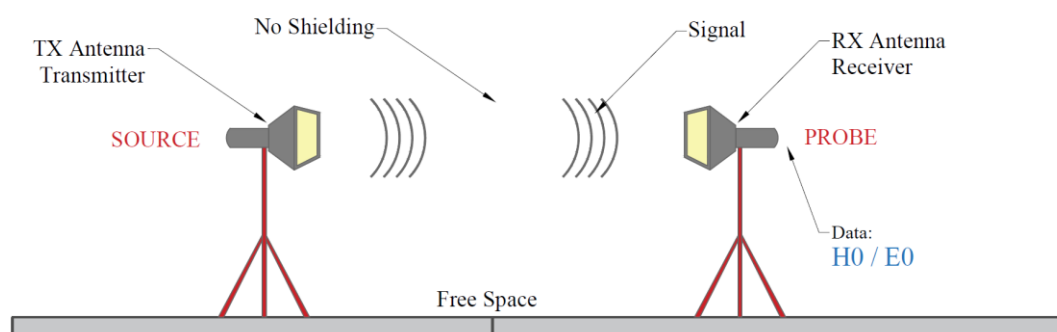 No Shielding
Signal
TX Antenna
Transmitter
RX Antenna
Receiver
SOURCE
PROBE
Data:
H0 / E0
Free Space